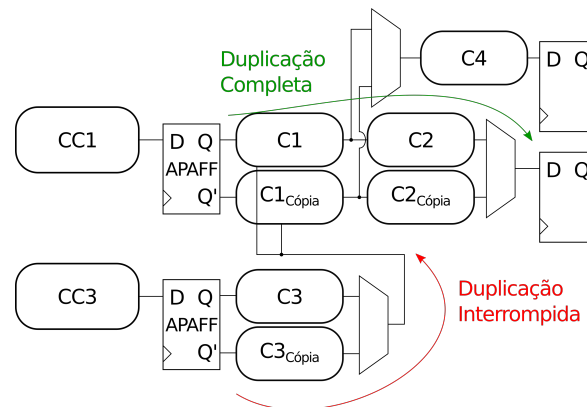 Duplicação
Completa
C4
D Q
CC1
D Q
APAFF
Q'
C1
C2
C1Cópia
C2Cópia
D Q
CC3
D Q
APAFF
Q'
C3
C3Cópia
Duplicação
Interrompida